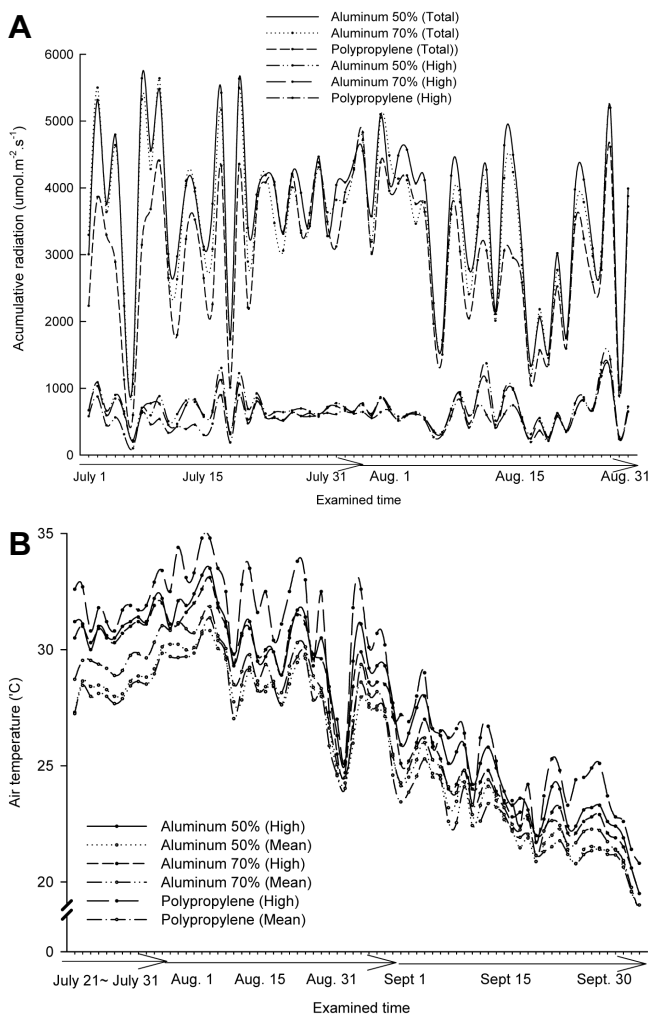 A
Aluminum 50% (Total)
Aluminum 70% (Total)
Polypropylene (Total))
Aluminum 50% (High)
Aluminum 70% (High)
Polypropylene (High)
Acumulative radiation (umol.m-2.s-1)
6000
5000
4000
3000
2000
1000
0
July 1 July 15 July 31 Aug. 1 Aug. 15 Aug. 31
Examined time
B
Air temperature (℃)
35
30
25
20
0
Aluminum 50% (High)
Aluminum 50% (Mean)
Aluminum 70% (High)
Aluminum 70% (Mean)
Polypropylene (High)
Polypropylene (Mean)
July 21~ July 31 Aug. 1 Aug. 15 Aug. 31 Sept 1 Sept 15 Sept. 30
Examined time